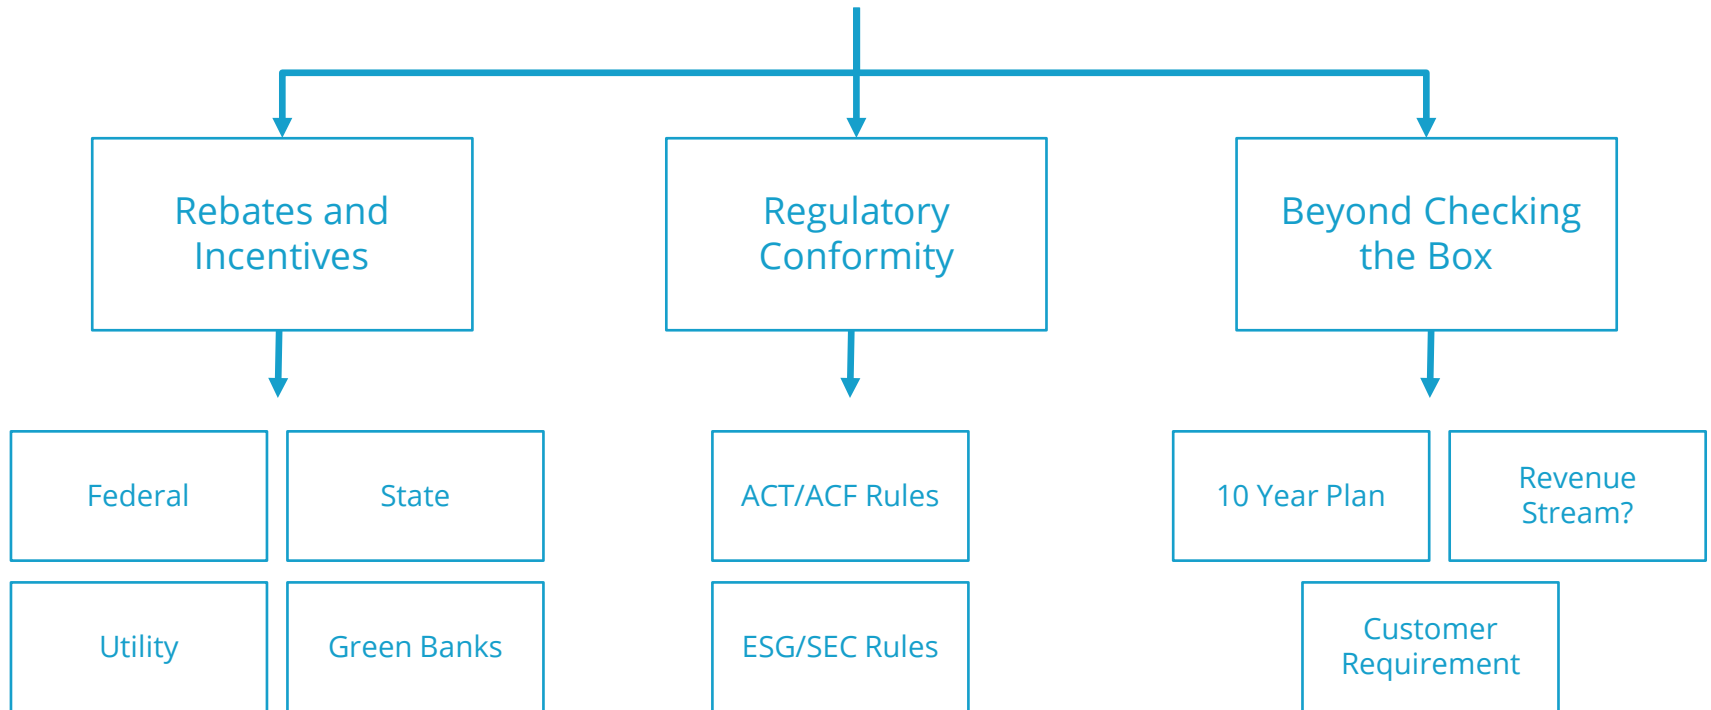 Rebates and
Incentives
Regulatory
Conformity
Beyond Checking
the Box
Federal
State
ACT/ACF Rules
10 Year Plan
Revenue
Stream?
Utility
Green Banks
ESG/SEC Rules
Customer
Requirement